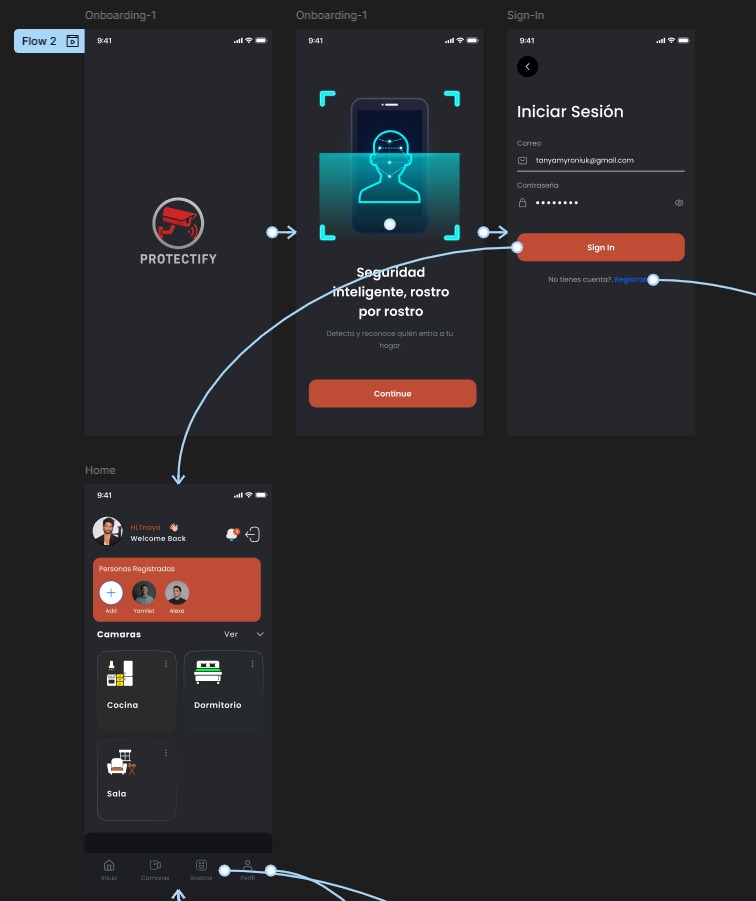 Onboarding-1
Onboarding-1
Sign-In
Flow 2
9:41
9:41
9:41
PROTECTIFY
Seguridad
inteligente, rostro
por rostro
Detecta y reconoce quién entra a tu
hogar
Continue
Iniciar Sesión
Correo
tanyamyroniuk@gmail.com
Contraseña
Sign In
No tienes cuenta?. Registrar
Home
9:41
Hi,Tnaya 👋🏻
Welcome Back
Personas Registradas
Add
Yamilet
Alexa
Camaras
Ver
Cocina
Dormitorio
Sala
Inicio
Camaras
Rostros
Perfil